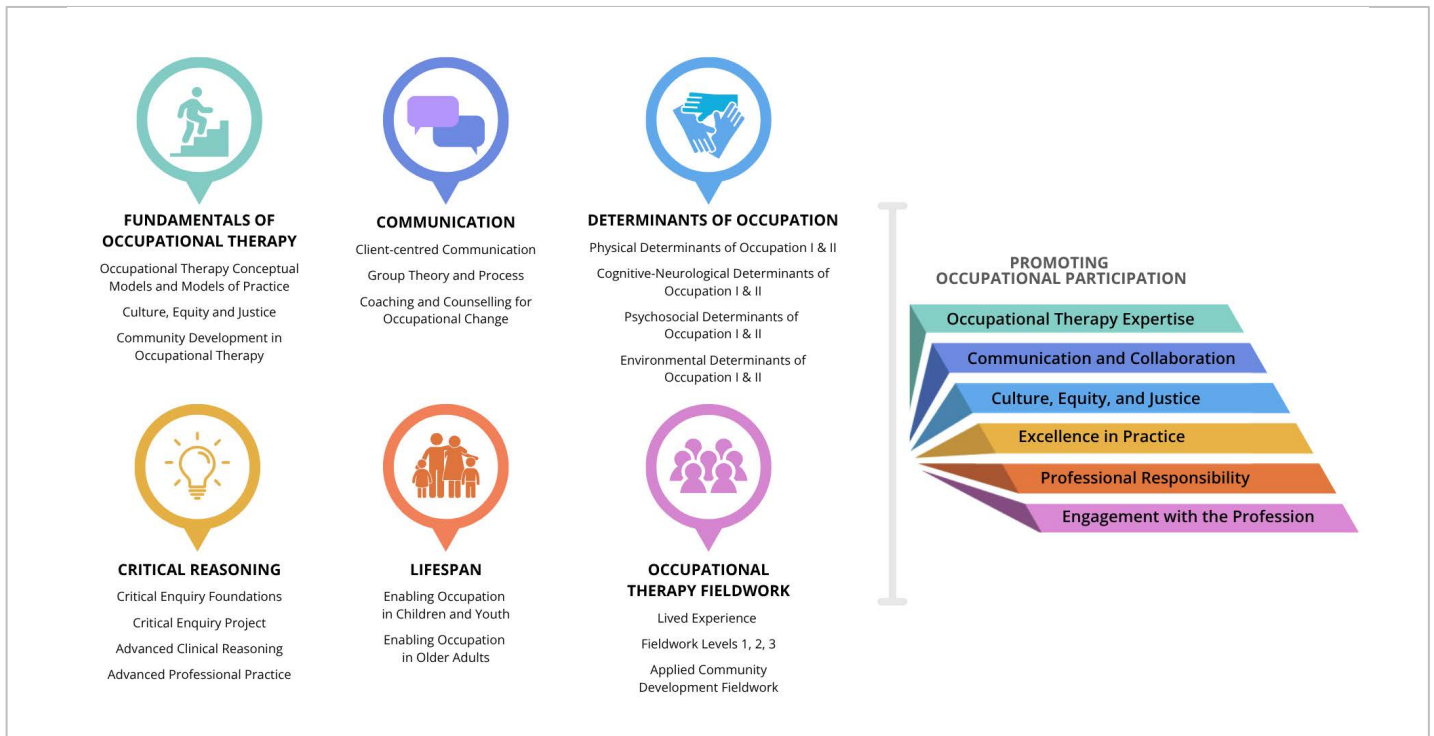 FUNDAMENTALS OF
OCCUPATIONAL THERAPY
Occupational Therapy Conceptual
Models and Models of Practice
Culture, Equity and Justice
Community Development in
Occupational Therapy
COMMUNICATION
Client-centred Communication
Group Theory and Process
Coaching and Counselling for
Occupational Change
DETERMINANTS OF OCCUPATION
Physical Determinants of Occupation I & II
Cognitive-Neurological Determinants of
Occupation I & II
Psychosocial Determinants of
Occupation I & II
Environmental Determinants of
Occupation I & II
CRITICAL REASONING
Critical Enquiry Foundations
Critical Enquiry Project
Advanced Clinical Reasoning
Advanced Professional Practice
LIFESPAN
Enabling Occupation
in Children and Youth
Enabling Occupation
in Older Adults
OCCUPATIONAL
THERAPY FIELDWORK
Lived Experience
Fieldwork Levels 1, 2, 3
Applied Community
Development Fieldwork
PROMOTING
OCCUPATIONAL PARTICIPATION
Occupational Therapy Expertise
Communication and Collaboration
Culture, Equity, and Justice
Excellence in Practice
Professional Responsibility
Engagement with the Profession